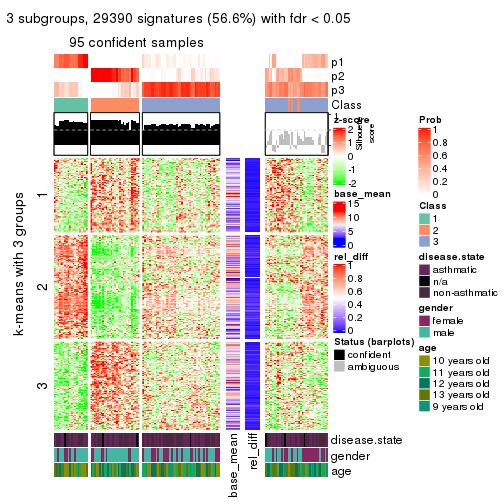 3 subgroups, 29390 signatures (56.6%) with fdr < 0.05
95 confident samples
p1
p2
p3
Class
Silhouette score
k-means with 3 groups
1
2
3
base_mean
rel_diff
disease.state
gender
age
z-score
2
1
0
-1
-2
base_mean
15
10
5
0
rel_diff
1
0.8
0.6
0.4
0.2
0
Status (barplots)
confident
ambiguous
Prob
1
0.8
0.6
0.4
0.2
0
Class
1
2
3
disease.state
asthmatic
n/a
non-asthmatic
gender
female
male
age
10 years old
11 years old
12 years old
13 years old
9 years old